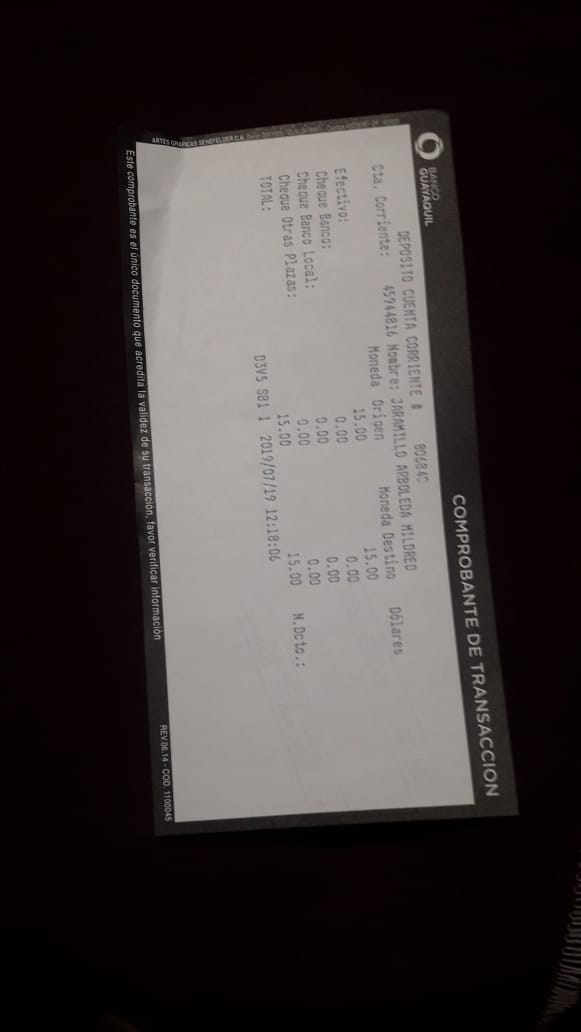 COMPROBANTE DE TRANSACCION
BANCO
GUAYAQUIL
DEPOSITO CUENTA CORRIENTE # 806840
Cta. Corriente: 45944816 Nombre: JARAMILLO ARBOLEDA MILDRED
Moneda Origen Moneda Destino Dólares
Efectivo: 15.00 15.00
Cheque Banco: 0.00 0.00
Cheque Banco Local: 0.00 0.00
Cheque Otras Plazas: 0.00 0.00
TOTAL: 15.00 15.00 N.Dcto.:
D3V5 SB1 1 2019/07/19 12:18:06
Este comprobante es el único documento que acredita la validez de su transacción, favor verificar información
REV.06.14 - COD. 1100045
ARTES GRAFICAS SENEFELDER C.A.